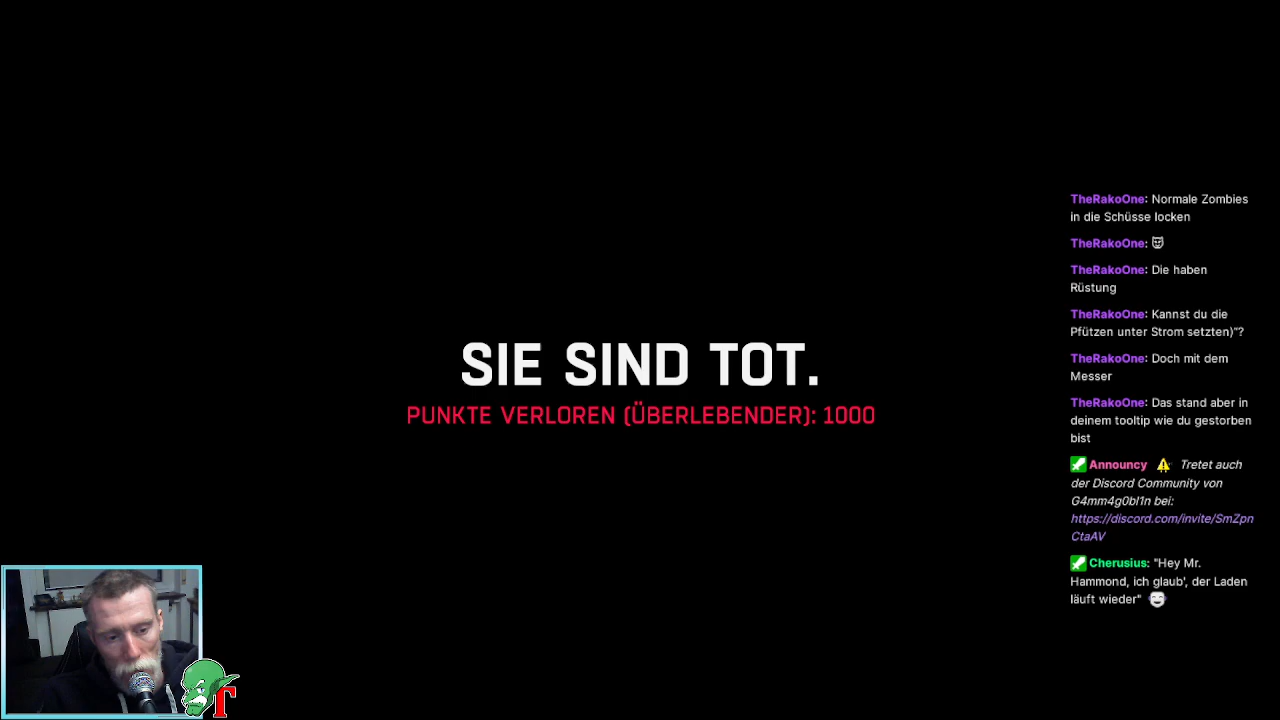 SIE SIND TOT.
PUNKTE VERLOREN (ÜBERLEBENDER): 1000
TheRakoOne: Normale Zombies
in die Schüsse locken
TheRakoOne:
TheRakoOne: Die haben
Rüstung
TheRakoOne: Kannst du die
Pfützen unter Strom setzten)"?
TheRakoOne: Doch mit dem
Messer
TheRakoOne: Das stand aber in
deinem tooltip wie du gestorben
bist
Announcy Tretet auch
der Discord Community von
G4mm4g0bl1n bei:
https://discord.com/invite/SmZpn
CtaAV
Cherusius: "Hey Mr.
Hammond, ich glaub', der Laden
läuft wieder"